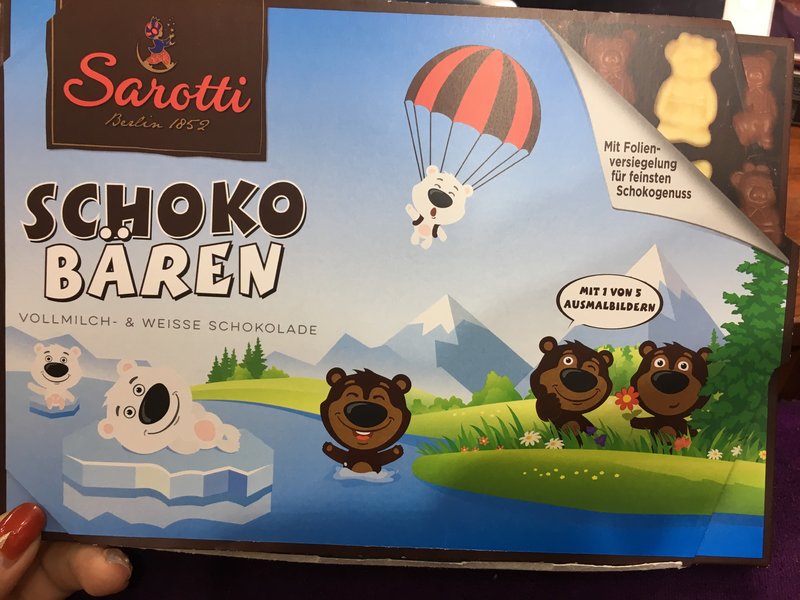 Sarotti
Berlin 1852
SCHOKO
BÄREN
VOLLMILCH- & WEISSE SCHOKOLADE
Mit Folien-
versiegelung
für feinsten
Schokogenuss
MIT 1 VON 5
AUSMALBILDERN